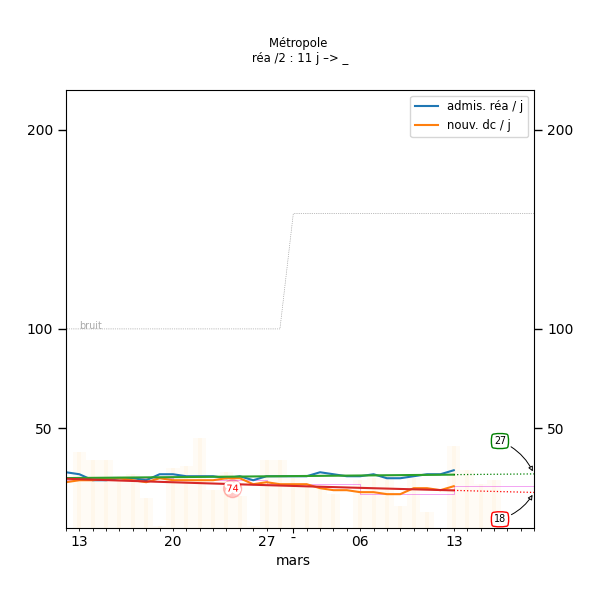 Métropole
réa /2 : 11 j –> _
admis. réa / j
nouv. dc / j
200
200
bruit
100
100
50
50
27
74
18
13
20
27
-
06
13
mars